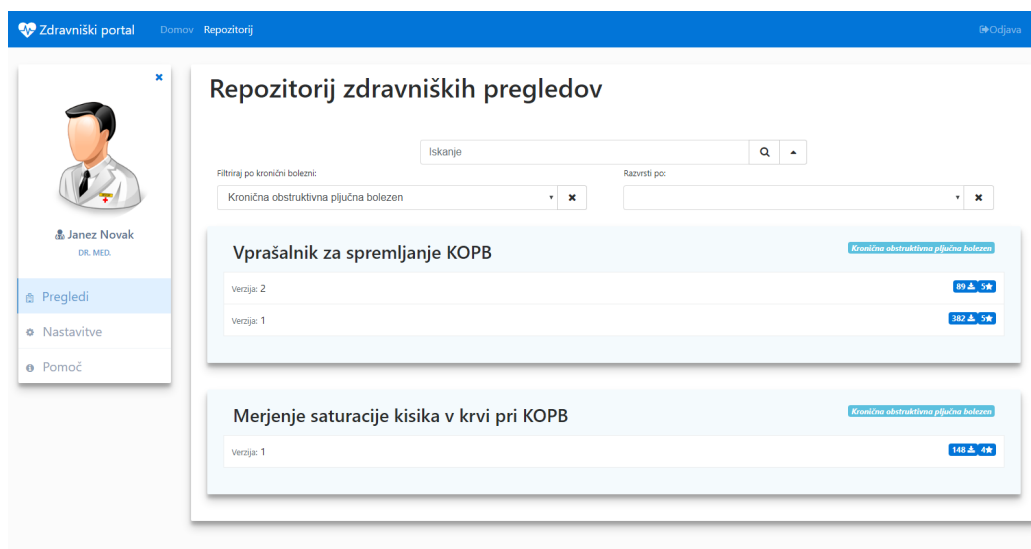 Zdravniški portal Domov Repozitorij Odjava
Repozitorij zdravniških pregledov
Iskanje
Filtriraj po kronični bolezni: Razvrsti po:
Kronična obstruktivna pljučna bolezen
Janez Novak
DR. MED.
Pregledi
Nastavitve
Pomoč
Vprašalnik za spremljanje KOPB Kronična obstruktivna pljučna bolezen
Verzija: 2 89 5
Verzija: 1 382 5
Merjenje saturacije kisika v krvi pri KOPB Kronična obstruktivna pljučna bolezen
Verzija: 1 148 4